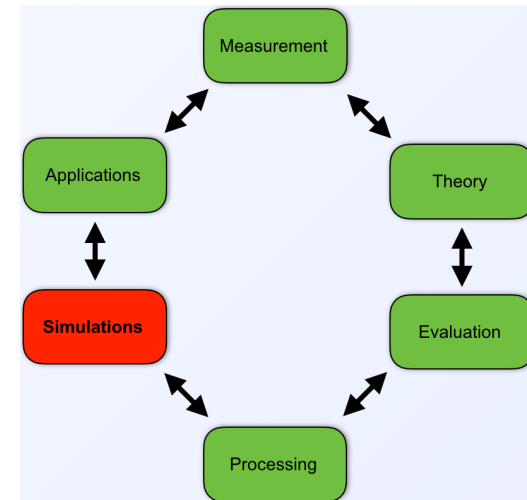 Measurement
Applications
Theory
Simulations
Evaluation
Processing